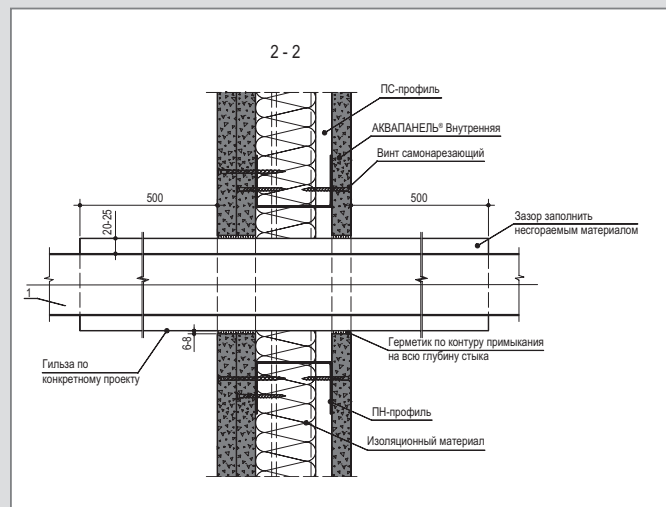 2 - 2
ПС-профиль
АКВАПАНЕЛЬ® Внутренняя
Винт самонарезающий
500
500
20-25
Зазор заполнить
несгораемым материалом
1
6-8
Гильза по
конкретному проекту
Герметик по контуру примыкания
на всю глубину стыка
ПН-профиль
Изоляционный материал